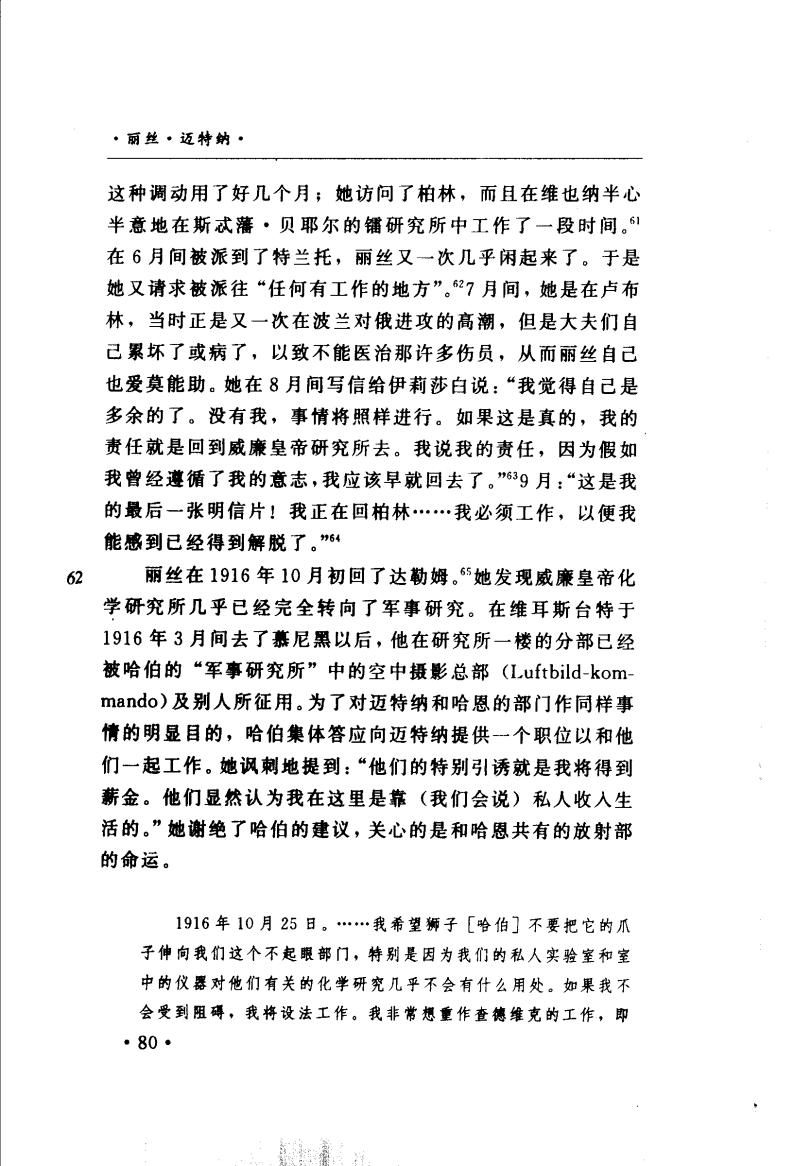 ·丽丝·迈特纳·
这种调动用了好几个月；她访问了柏林，而且在维也纳半心
半意地在斯忒藩·贝耶尔的镭研究所中工作了一段时间。⁶¹
在 6 月间被派到了特兰托，丽丝又一次几乎闲起来了。于是
她又请求被派往“任何有工作的地方”。⁶²7 月间，她是在卢布
林，当时正是又一次在波兰对俄进攻的高潮，但是大夫们自
己累坏了或病了，以致不能医治那许多伤员，从而丽丝自己
也爱莫能助。她在 8 月间写信给伊莉莎白说：“我觉得自己是
多余的了。没有我，事情将照样进行。如果这是真的，我的
责任就是回到威廉皇帝研究所去。我说我的责任，因为假如
我曾经遵循了我的意志，我应该早就回去了。”⁶³9 月：“这是我
的最后一张明信片！我正在回柏林……我必须工作，以便我
能感到已经得到解脱了。”⁶⁴
62 丽丝在 1916 年 10 月初回了达勒姆。⁶⁵她发现威廉皇帝化
学研究所几乎已经完全转向了军事研究。在维耳斯台特于
1916 年 3 月间去了慕尼黑以后，他在研究所一楼的分部已经
被哈伯的“军事研究所”中的空中摄影总部（Luftbild-kom-
mando）及别人所征用。为了对迈特纳和哈恩的部门作同样事
情的明显目的，哈伯集体答应向迈特纳提供一个职位以和他
们一起工作。她讽刺地提到：“他们的特别引诱就是我将得到
薪金。他们显然认为我在这里是靠（我们会说）私人收入生
活的。”她谢绝了哈伯的建议，关心的是和哈恩共有的放射部
的命运。
1916 年 10 月 25 日。……我希望狮子［哈伯］不要把它的爪
子伸向我们这个不起眼部门，特别是因为我们的私人实验室和室
中的仪器对他们有关的化学研究几乎不会有什么用处。如果我不
会受到阻碍，我将设法工作。我非常想重作查德维克的工作，即
·80·